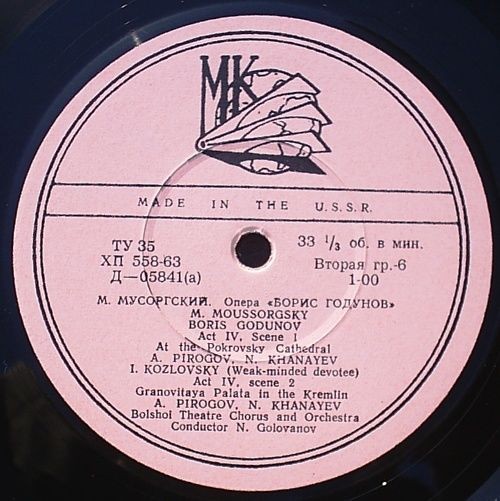 МК
MADE IN THE U.S.S.R.
ТУ 35 33 1/3 об. в мин.
ХП 558-63 Вторая гр.-6
Д—05841(а) 1-00
М. МУСОРГСКИЙ. Опера «БОРИС ГОДУНОВ»
M. MOUSSORGSKY
BORIS GODUNOV
Act IV, Scene 1
At the Pokrovsky Cathedral
A. PIROGOV, N. KHANAYEV
I. KOZLOVSKY (Weak-minded devotee)
Act IV, scene 2
Granovitaya Palata in the Kremlin
A. PIROGOV, N. KHANAYEV
Bolshoi Theatre Chorus and Orchestra
Conductor N. Golovanov